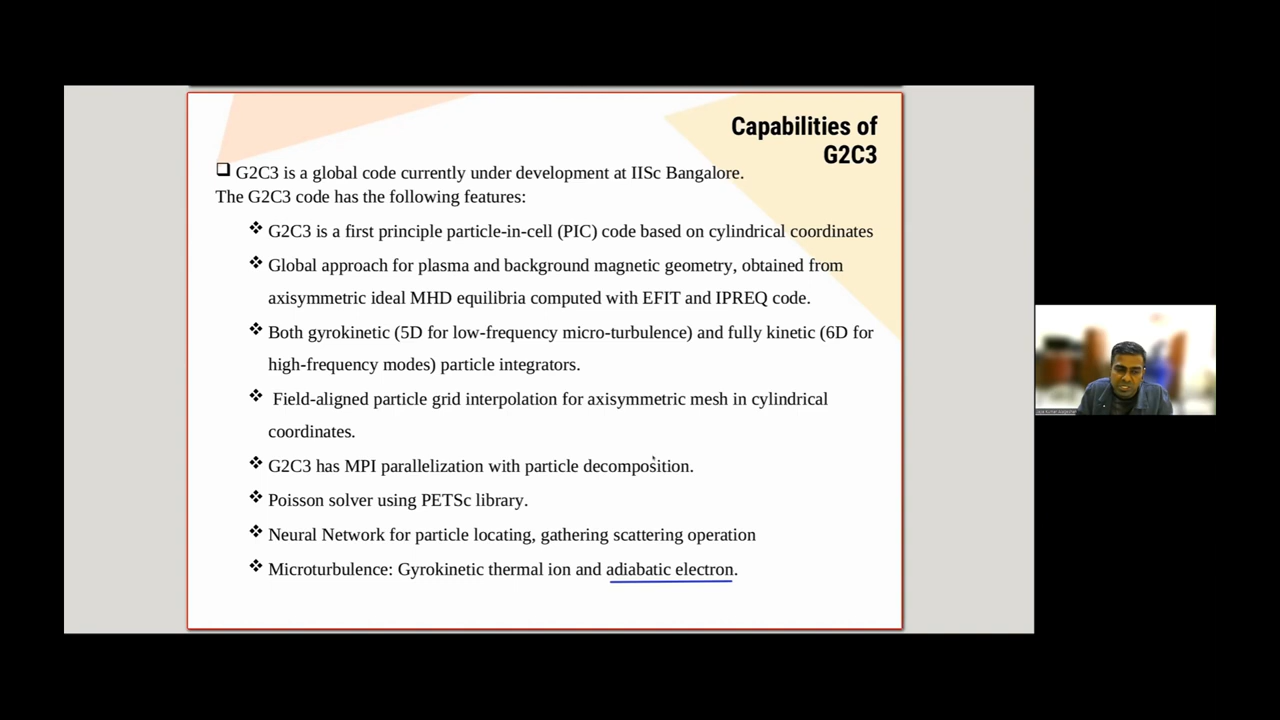 Capabilities of
G2C3
❑ G2C3 is a global code currently under development at IISc Bangalore.
The G2C3 code has the following features:
❖ G2C3 is a first principle particle-in-cell (PIC) code based on cylindrical coordinates
❖ Global approach for plasma and background magnetic geometry, obtained from
axisymmetric ideal MHD equilibria computed with EFIT and IPREQ code.
❖ Both gyrokinetic (5D for low-frequency micro-turbulence) and fully kinetic (6D for
high-frequency modes) particle integrators.
❖ Field-aligned particle grid interpolation for axisymmetric mesh in cylindrical
coordinates.
❖ G2C3 has MPI parallelization with particle decomposition.
❖ Poisson solver using PETSc library.
❖ Neural Network for particle locating, gathering scattering operation
❖ Microturbulence: Gyrokinetic thermal ion and adiabatic electron.